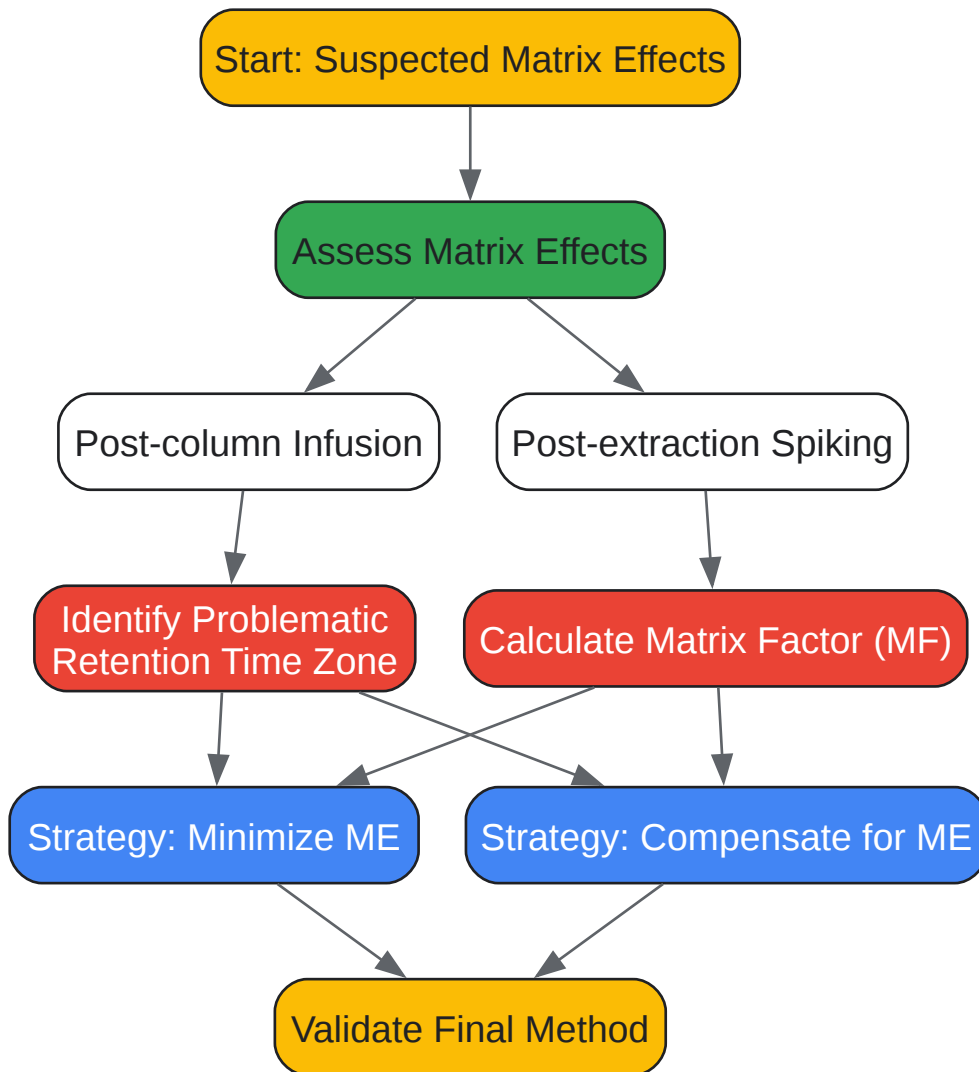 Start: Suspected Matrix Effects
Assess Matrix Effects
Post-column Infusion
Post-extraction Spiking
Identify Problematic
Retention Time Zone
Calculate Matrix Factor (MF)
Strategy: Minimize ME
Strategy: Compensate for ME
Validate Final Method